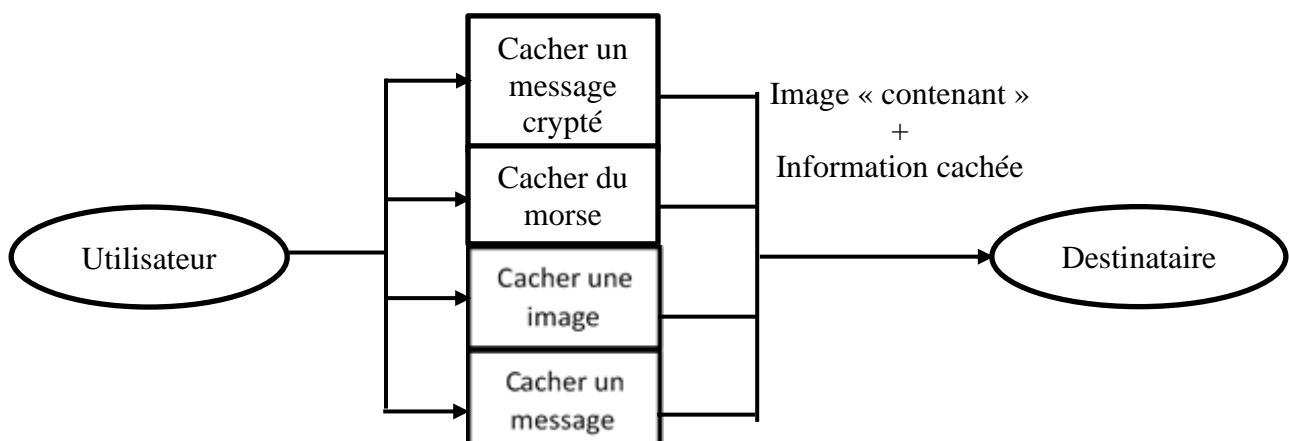 Utilisateur
Cacher un
message
crypté
Cacher du
morse
Cacher une
image
Cacher un
message
Image « contenant »
+
Information cachée
Destinataire